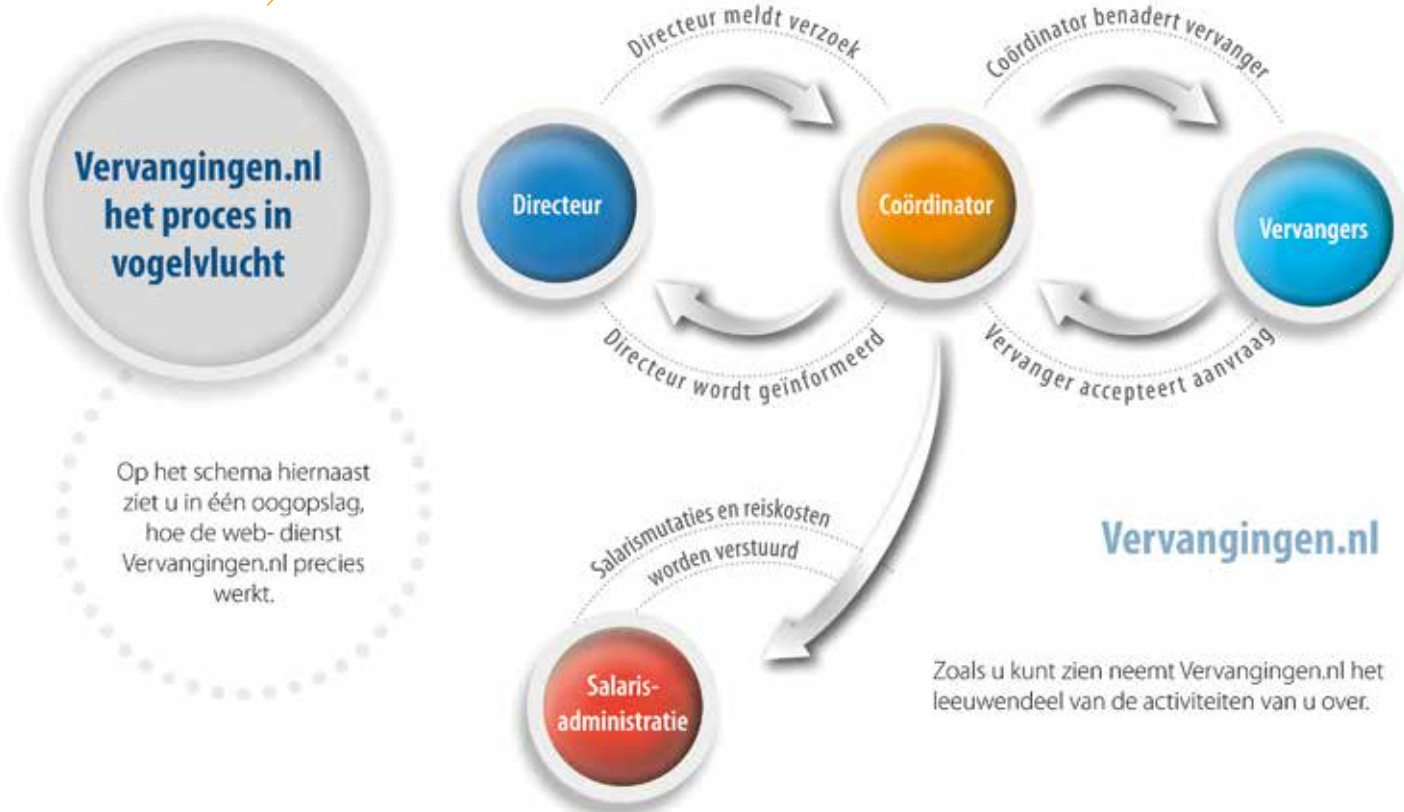 Vervangingen.nl
het proces in
vogelvlucht
Op het schema hiernaast
ziet u in één oogopslag,
hoe de web- dienst
Vervangingen.nl precies
werkt.
Directeur meldt verzoek
Coördinator benadert vervanger
Directeur
Coördinator
Vervangers
Directeur wordt geïnformeerd
Vervanger accepteert aanvraag
Salarismutaties en reiskosten
worden verstuurd
Salaris-
administratie
Vervangingen.nl
Zoals u kunt zien neemt Vervangingen.nl het
leeuwendeel van de activiteiten van u over.